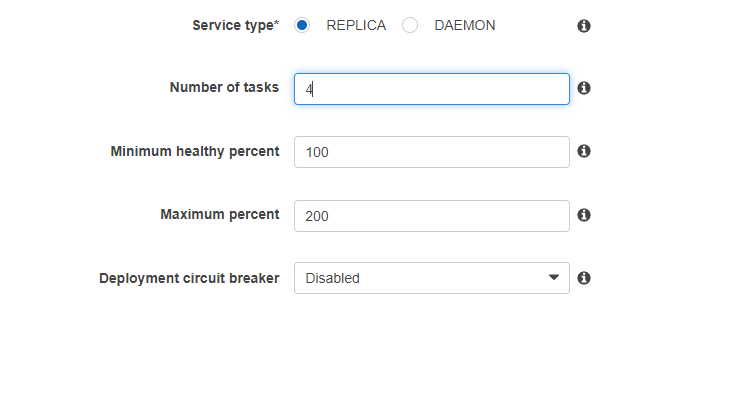 Service type* REPLICA DAEMON
Number of tasks 4
Minimum healthy percent 100
Maximum percent 200
Deployment circuit breaker Disabled